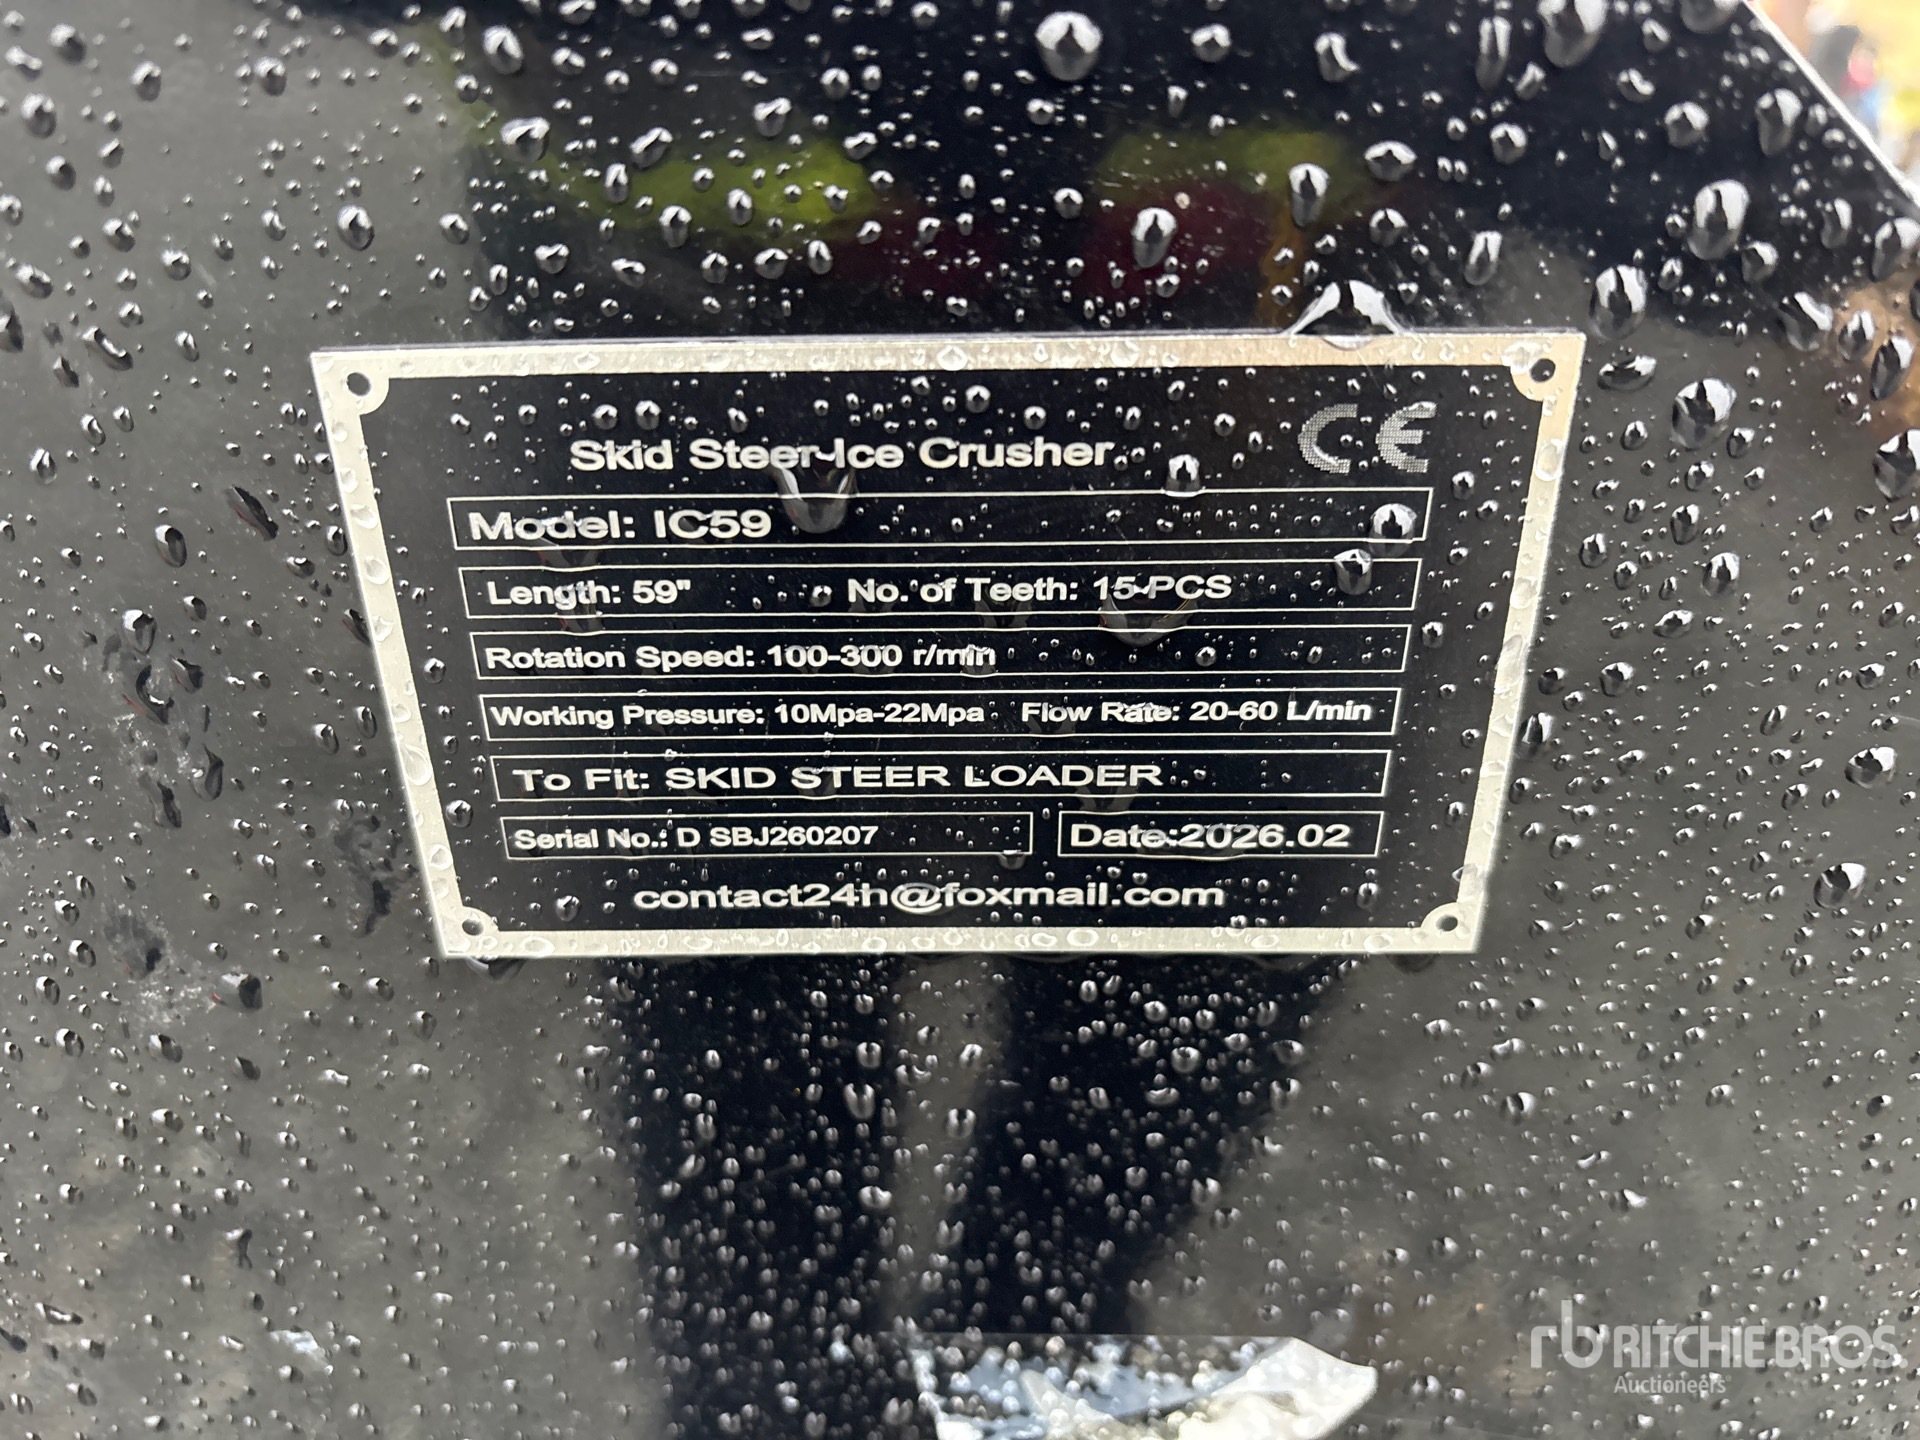 Skid Steer Ice Crusher
CE
Model: IC59
Length: 59" No. of Teeth: 15 PCS
Rotation Speed: 100-300 r/min
Working Pressure: 10Mpa-22Mpa Flow Rate: 20-60 L/min
To Fit: SKID STEER LOADER
Serial No.: D SBJ260207 Date:2026.02
contact24h@foxmail.com
rb RITCHIE BROS
Auctioneers